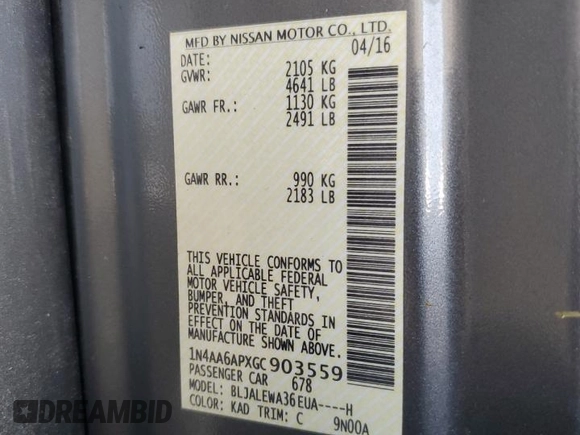 MFD BY NISSAN MOTOR CO., LTD.
DATE: 04/16
GVWR: 2105 KG
4641 LB
GAWR FR.: 1130 KG
2491 LB
GAWR RR.: 990 KG
2183 LB
THIS VEHICLE CONFORMS TO
ALL APPLICABLE FEDERAL
MOTOR VEHICLE SAFETY,
BUMPER, AND THEFT
PREVENTION STANDARDS IN
EFFECT ON THE DATE OF
MANUFACTURE SHOWN ABOVE.
1N4AA6APXGC903559
PASSENGER CAR 678
MODEL: BLJALEWA36EUA----H
COLOR: KAD TRIM: C 9N00A
DREAMBID